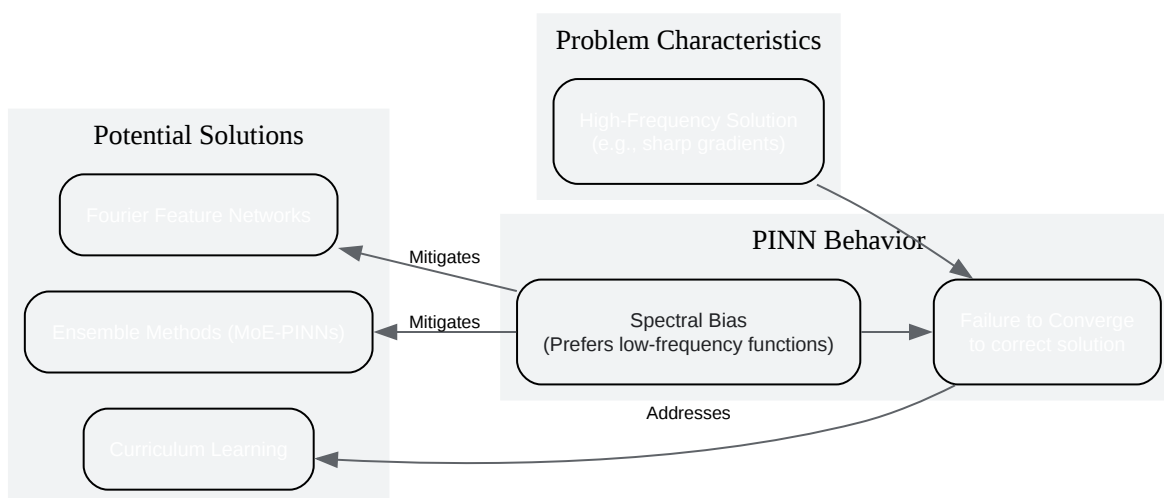 Problem Characteristics
High-Frequency Solution
(e.g., sharp gradients)
Potential Solutions
Fourier Feature Networks
Ensemble Methods (MoE-PINNs)
Curriculum Learning
Mitigates
Mitigates
Addresses
PINN Behavior
Spectral Bias
(Prefers low-frequency functions)
Failure to Converge
to correct solution